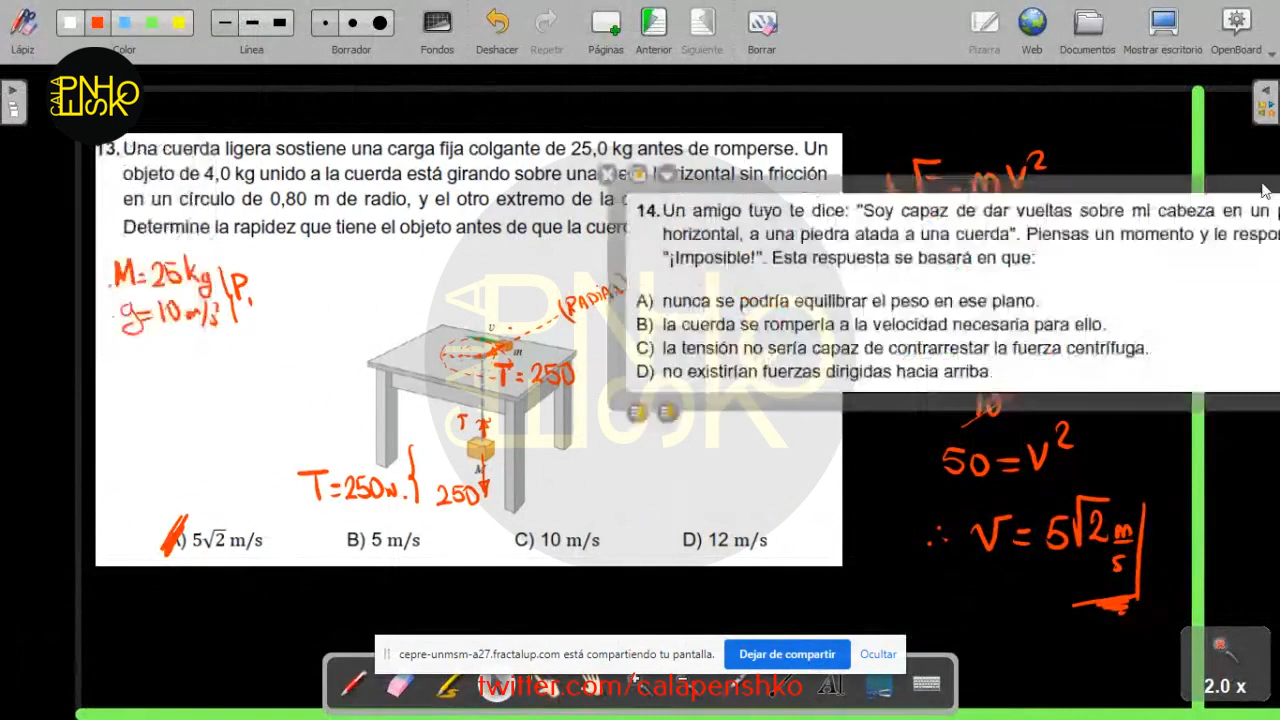 Lápiz
Color
Línea
Borrador
Fondos
Deshacer
Repetir
Páginas
Anterior
Siguiente
Borrar
Pizarra
Web
Documentos
Mostrar escritorio
OpenBoard
CALA
PENSHKO
13. Una cuerda ligera sostiene una carga fija colgante de 25,0 kg antes de romperse. Un
objeto de 4,0 kg unido a la cuerda está girando sobre una horizontal sin fricción
en un círculo de 0,80 m de radio, y el otro extremo de la
Determine la rapidez que tiene el objeto antes de que la
M=25kg
g=10 m/s²
P.
(RADIAL)
v
m
T=250
T
M
250
T=250N.
A) 5√2 m/s
B) 5 m/s
C) 10 m/s
D) 12 m/s
14. Un amigo tuyo te dice: "Soy capaz de dar vueltas sobre mi cabeza en un
horizontal, a una piedra atada a una cuerda". Piensas un momento y le
"¡Imposible!". Esta respuesta se basará en que:
A) nunca se podría equilibrar el peso en ese plano.
B) la cuerda se rompería a la velocidad necesaria para ello.
C) la tensión no sería capaz de contrarrestar la fuerza centrífuga.
D) no existirían fuerzas dirigidas hacia arriba.
mv²
10
50=v²
∴ v=5√2 m/s
cepre-unmsm-a27.fractalup.com está compartiendo tu pantalla.
Dejar de compartir
Ocultar
twitter.com/calapenshko
2.0 x